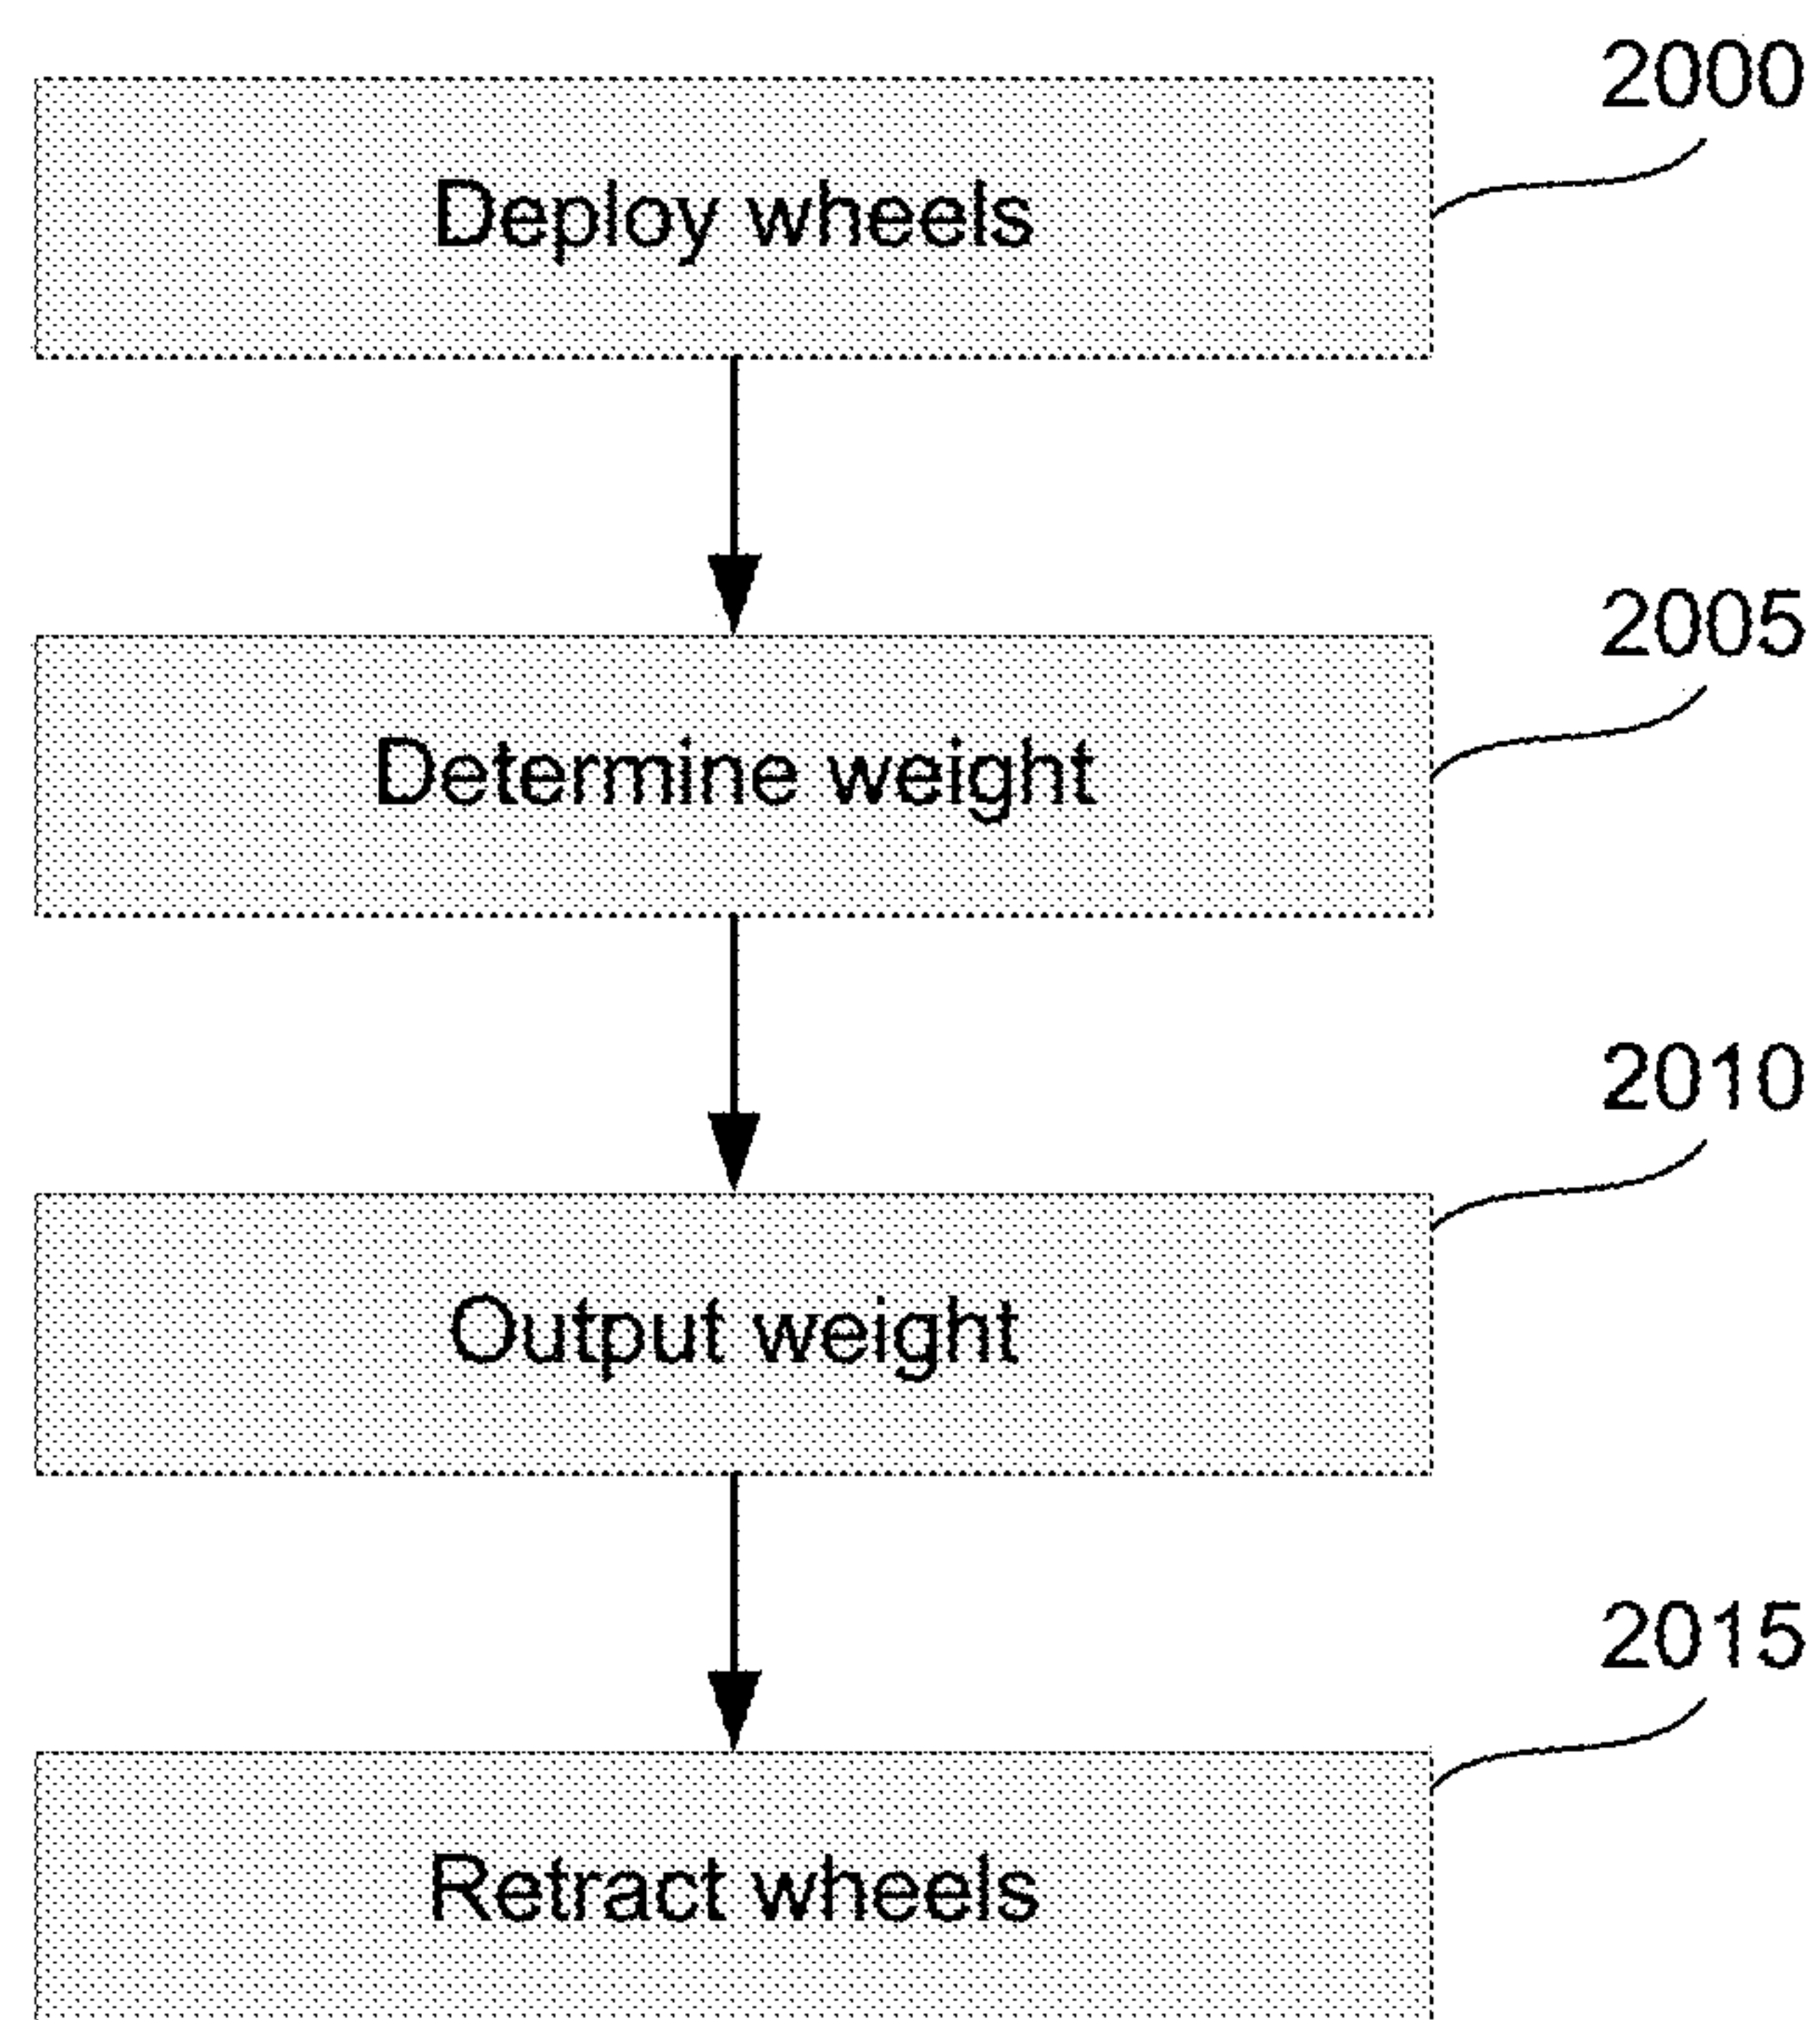 2000
Deploy wheels
2005
Determine weight
2010
Output weight
2015
Retract wheels